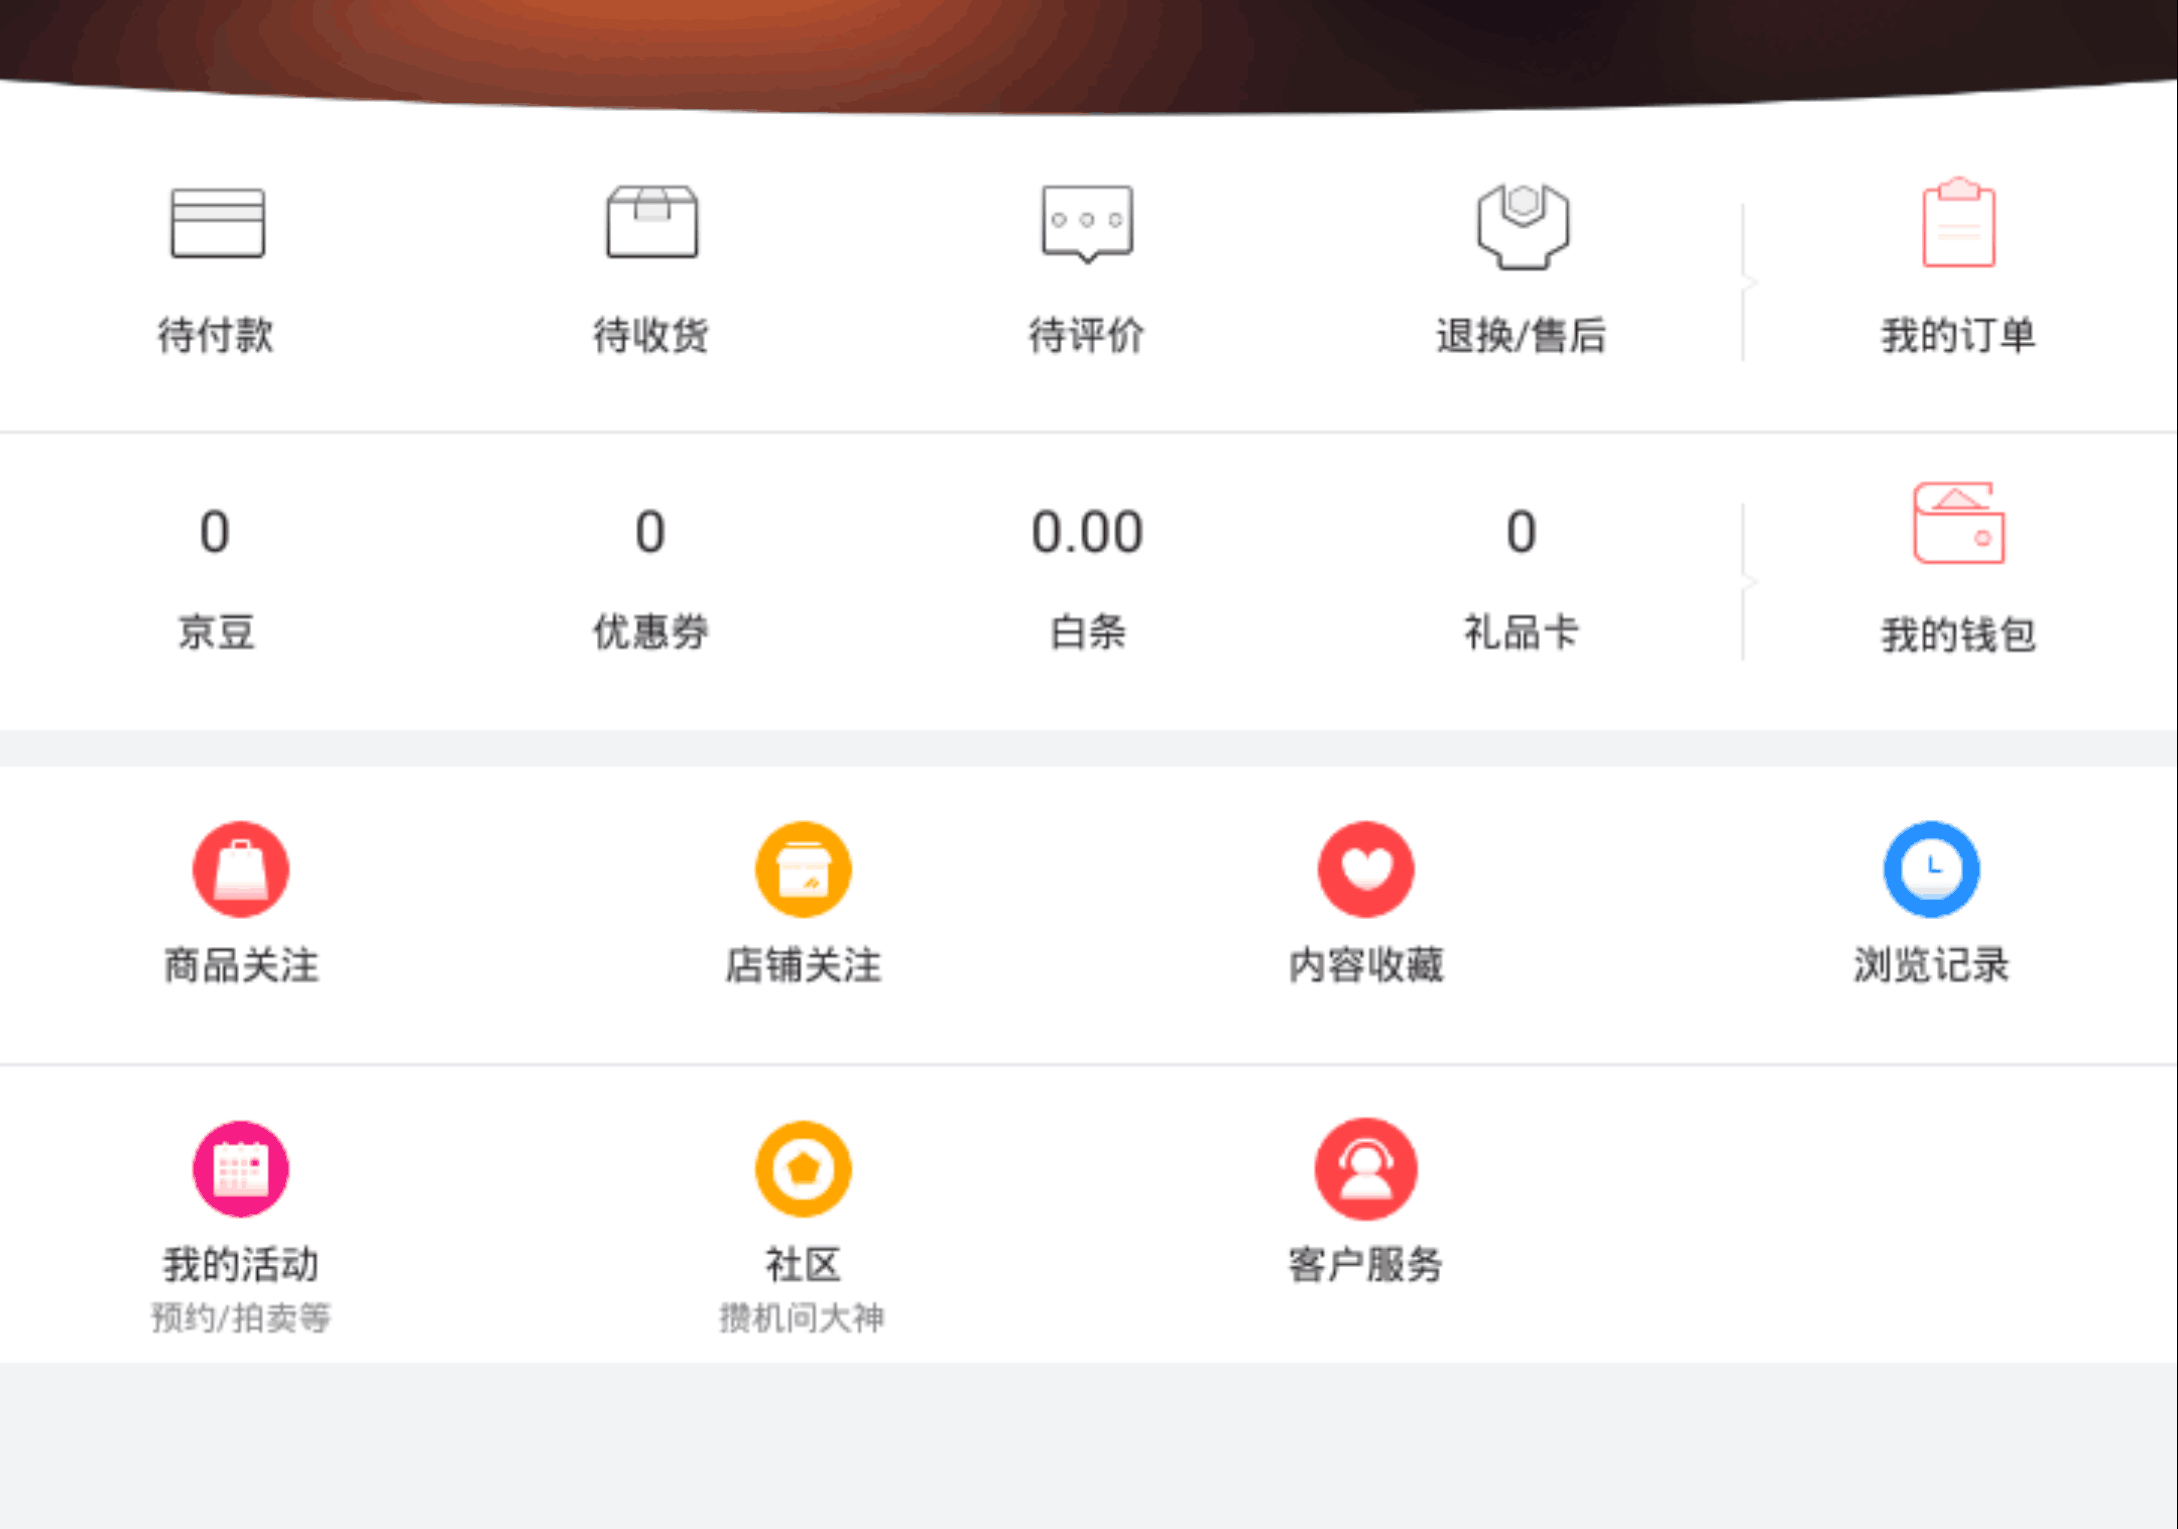 待付款 待收货 待评价 退换/售后 我的订单
0 0 0.00 0
京豆 优惠券 白条 礼品卡 我的钱包
商品关注 店铺关注 内容收藏 浏览记录
我的活动 社区 客户服务
预约/拍卖等 攒机问大神